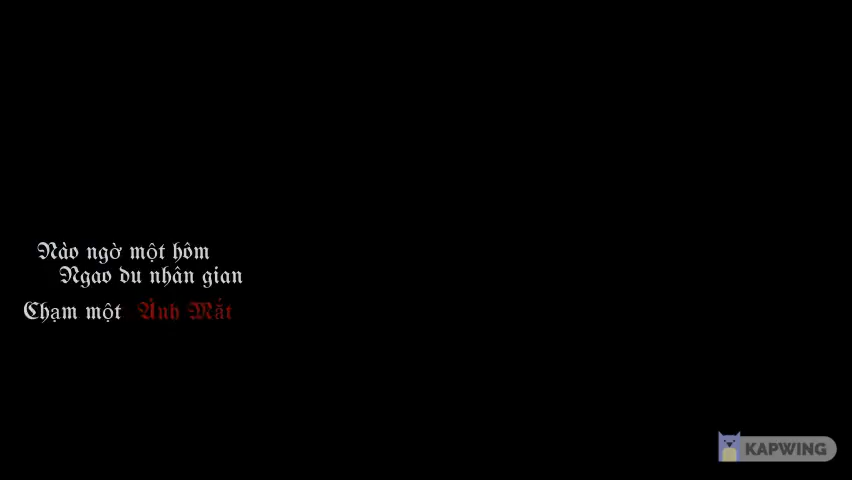 Nào ngờ một hôm
Ngao du nhân gian
Chạm một Ánh Mắt
KAPWING